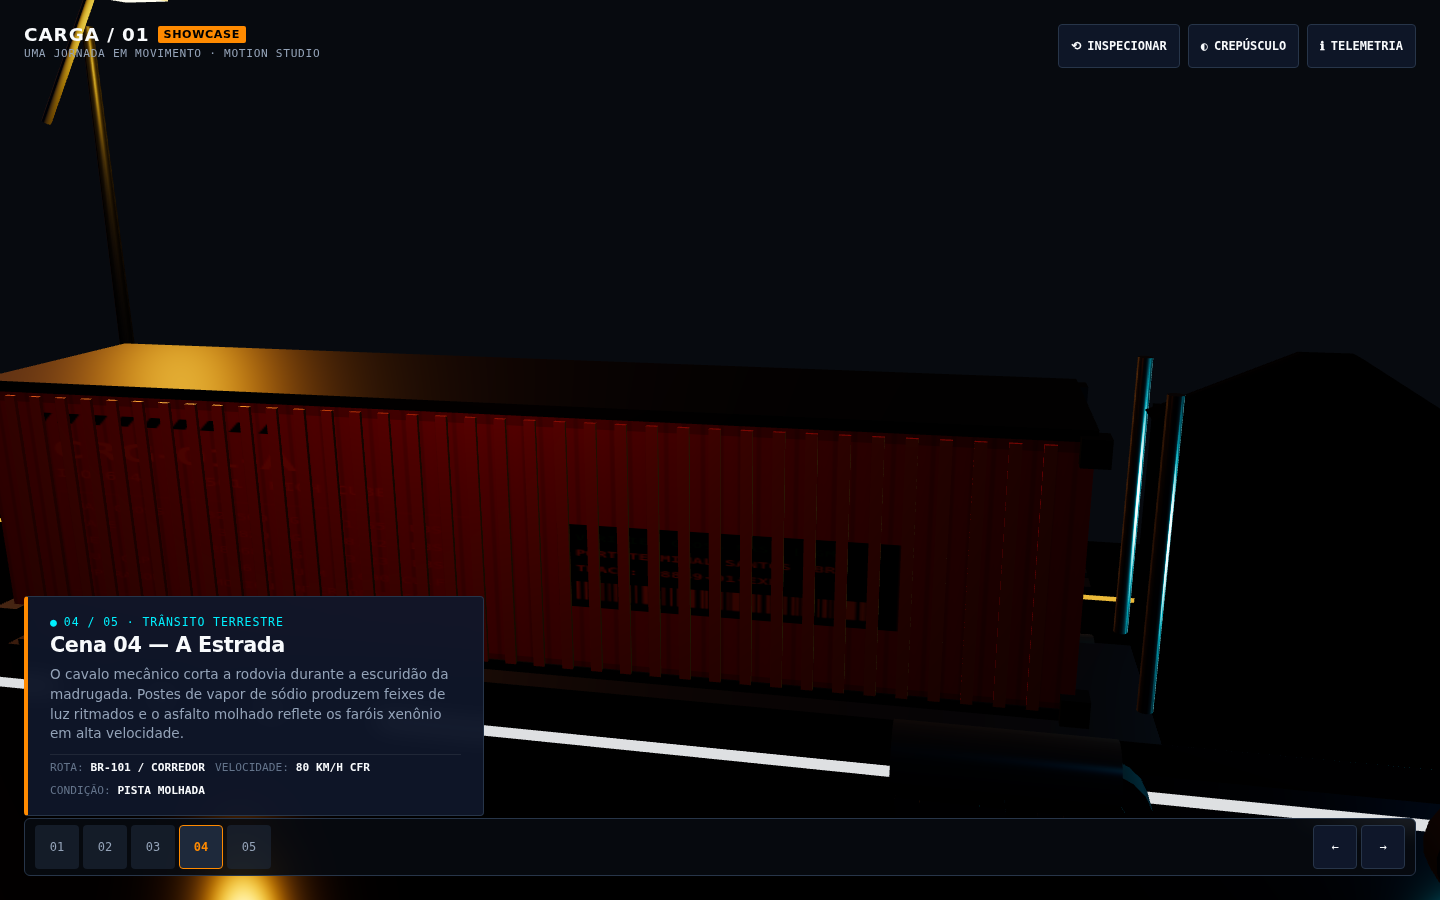 CARGA / 01 SHOWCASE
UMA JORNADA EM MOVIMENTO · MOTION STUDIO
⟲ INSPECIONAR
◐ CREPÚSCULO
ℹ TELEMETRIA
● 04 / 05 · TRÂNSITO TERRESTRE
Cena 04 — A Estrada
O cavalo mecânico corta a rodovia durante a escuridão da
madrugada. Postes de vapor de sódio produzem feixes de
luz ritmados e o asfalto molhado reflete os faróis xenônio
em alta velocidade.
ROTA: BR-101 / CORREDOR VELOCIDADE: 80 KM/H CFR
CONDIÇÃO: PISTA MOLHADA
01 02 03 04 05 ← →